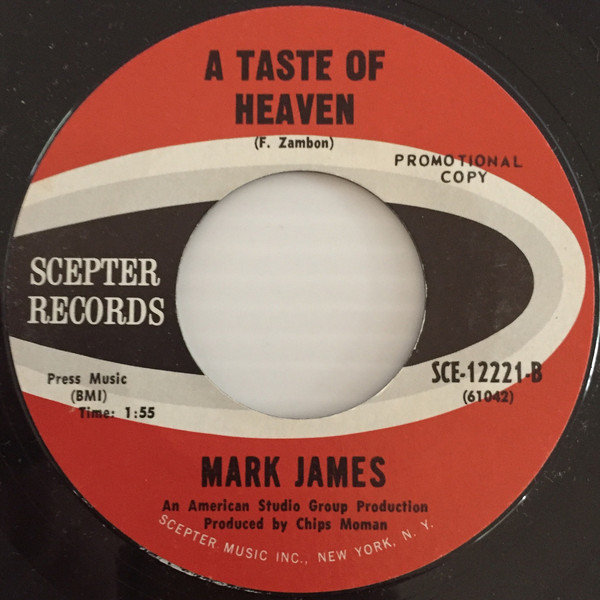 A TASTE OF
HEAVEN
(F. Zambon)
PROMOTIONAL
COPY
SCEPTER
RECORDS
Press Music
(BMI)
Time: 1:55
SCE-12221-B
(61042)
MARK JAMES
An American Studio Group Production
Produced by Chips Moman
SCEPTER MUSIC INC., NEW YORK, N. Y.